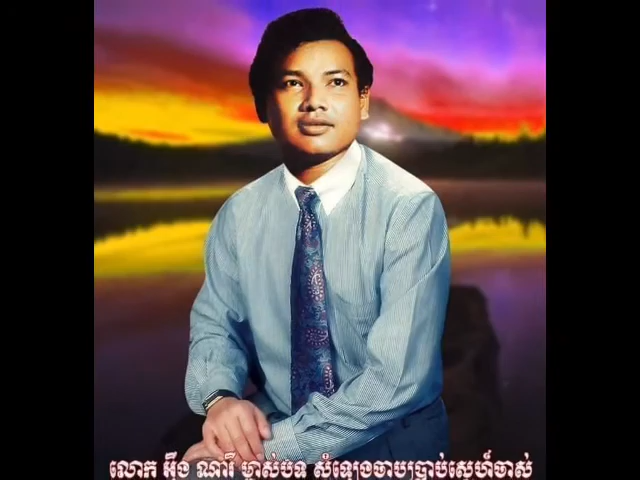 លោក អ៊ឹង ណារី ម្ចាស់បទ សំឡេងចាបប្រាប់ស្នេហ៍ចាស់